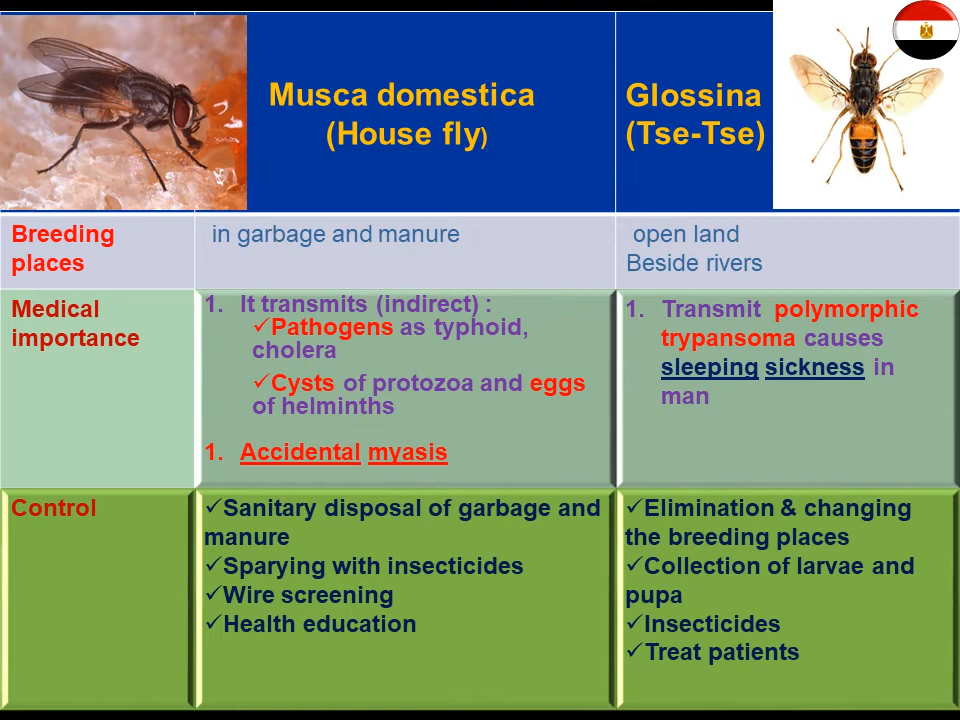 Musca domestica
(House fly)
Glossina
(Tse-Tse)
Breeding
places
in garbage and manure
open land
Beside rivers
Medical
importance
1. It transmits (indirect) :
✓Pathogens as typhoid,
cholera
✓Cysts of protozoa and eggs
of helminths
1. Accidental myasis
1. Transmit polymorphic
trypansoma causes
sleeping sickness in
man
Control
✓Sanitary disposal of garbage and
manure
✓Sparying with insecticides
✓Wire screening
✓Health education
✓Elimination & changing
the breeding places
✓Collection of larvae and
pupa
✓Insecticides
✓Treat patients